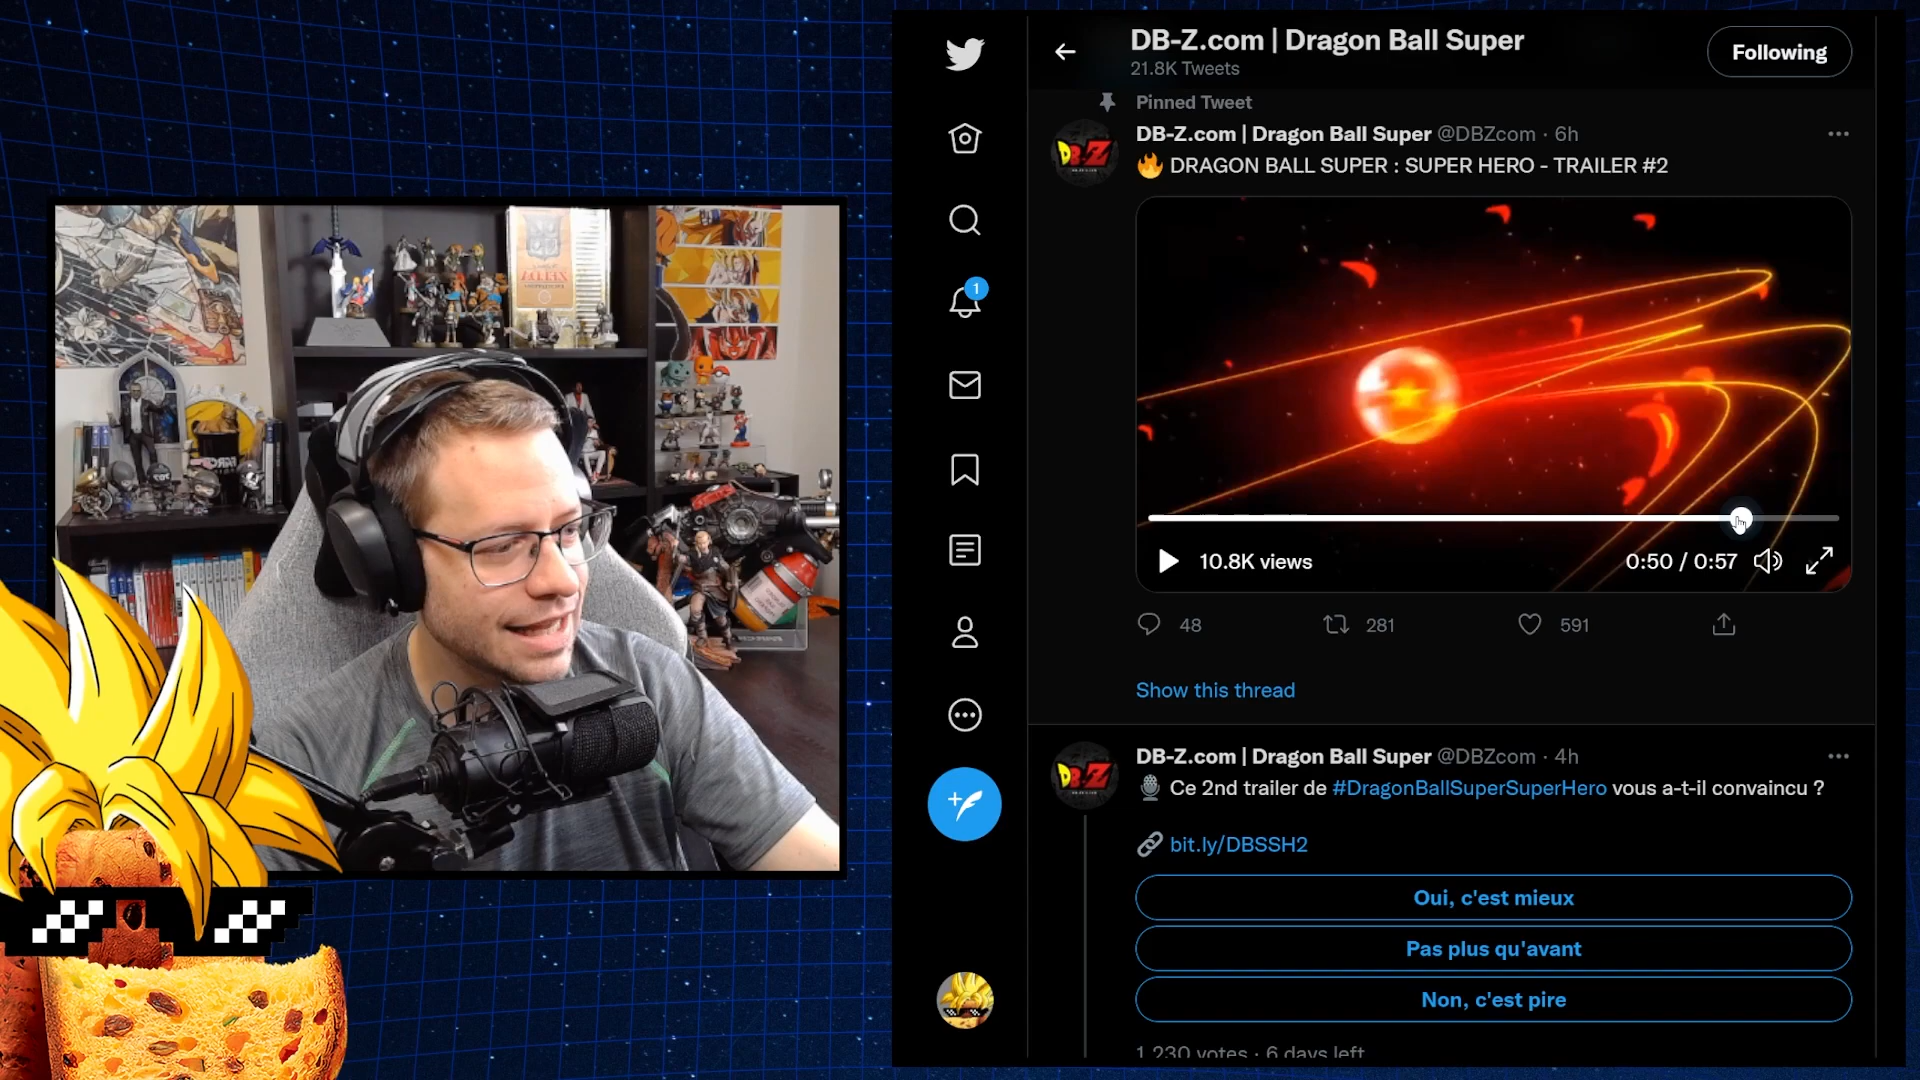 DB-Z.com | Dragon Ball Super
21.8K Tweets
Following
Pinned Tweet
DB-Z.com | Dragon Ball Super @DBZcom · 6h
🔥 DRAGON BALL SUPER : SUPER HERO - TRAILER #2
1
10.8K views
0:50 / 0:57
48
281
591
Show this thread
DB-Z.com | Dragon Ball Super @DBZcom · 4h
🎙 Ce 2nd trailer de #DragonBallSuperSuperHero vous a-t-il convaincu ?
🔗 bit.ly/DBSSH2
Oui, c'est mieux
Pas plus qu'avant
Non, c'est pire
1,230 votes · 6 days left
DB-Z
DB-Z